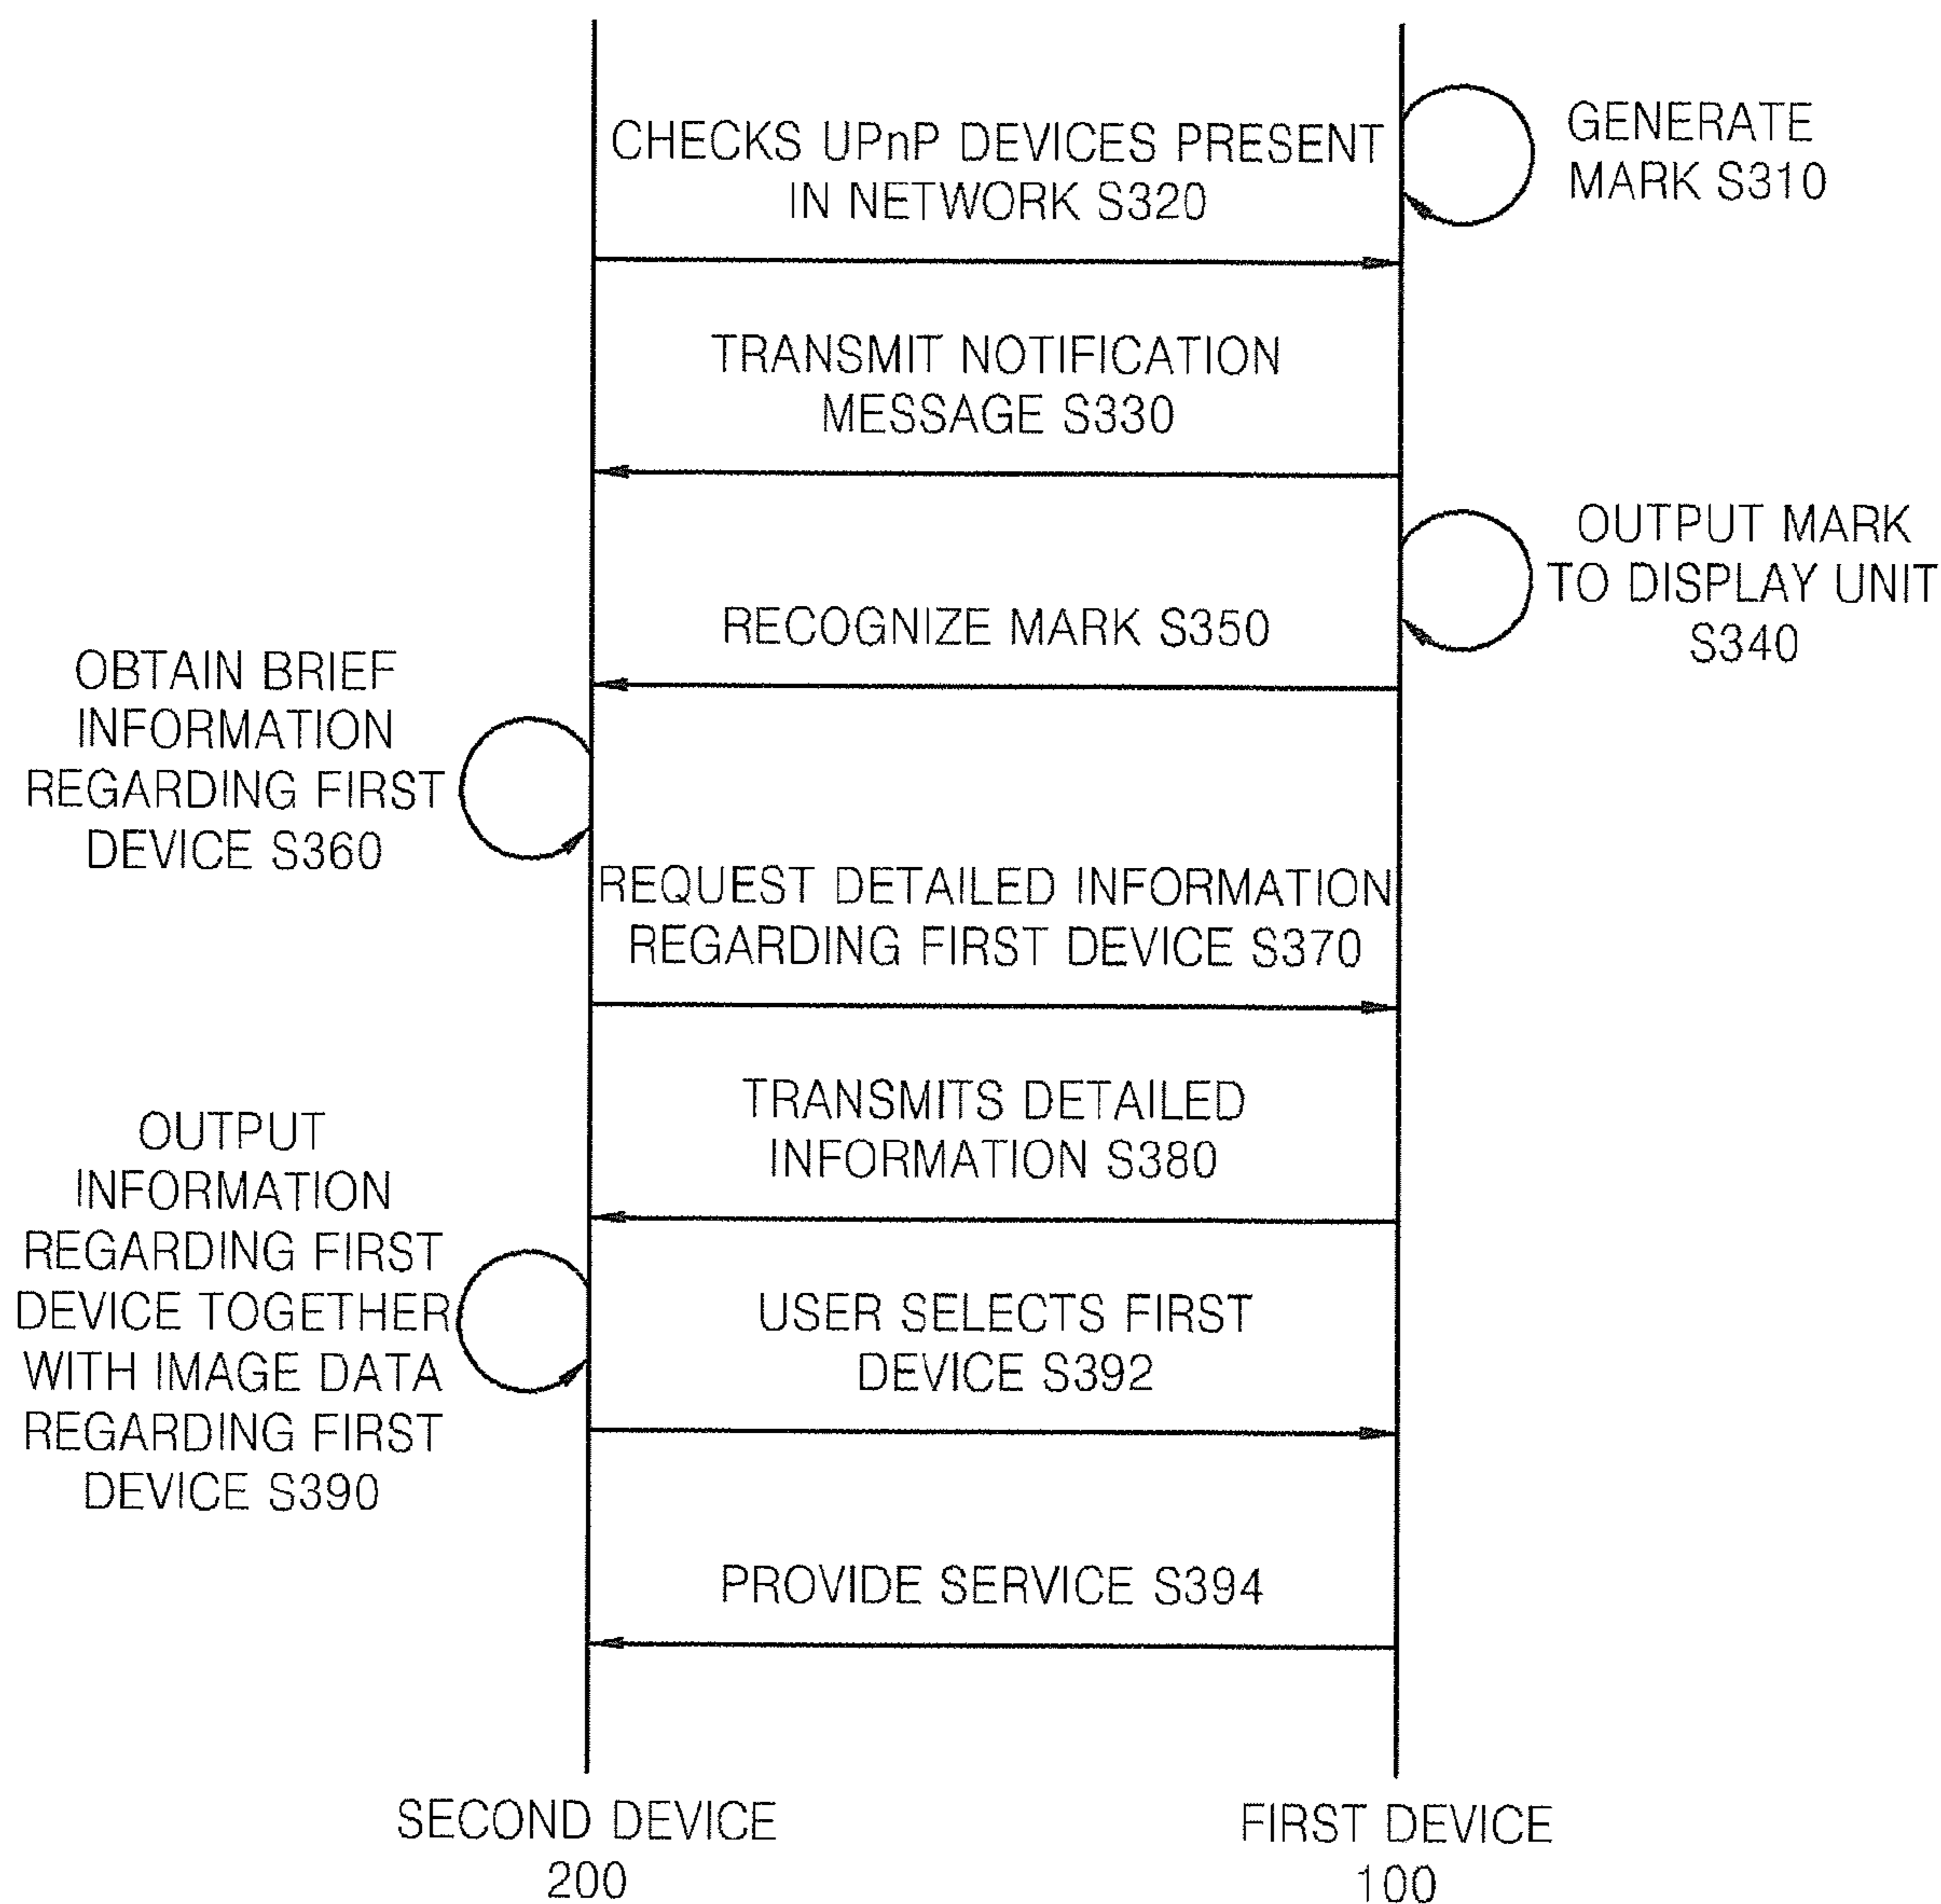 GENERATE
MARK S310
CHECKS UPnP DEVICES PRESENT
IN NETWORK S320
TRANSMIT NOTIFICATION
MESSAGE S330
OUTPUT MARK
TO DISPLAY UNIT
S340
RECOGNIZE MARK S350
OBTAIN BRIEF
INFORMATION
REGARDING FIRST
DEVICE S360
REQUEST DETAILED INFORMATION
REGARDING FIRST DEVICE S370
TRANSMITS DETAILED
INFORMATION S380
OUTPUT
INFORMATION
REGARDING FIRST
DEVICE TOGETHER
WITH IMAGE DATA
REGARDING FIRST
DEVICE S390
USER SELECTS FIRST
DEVICE S392
PROVIDE SERVICE S394
SECOND DEVICE
200
FIRST DEVICE
100